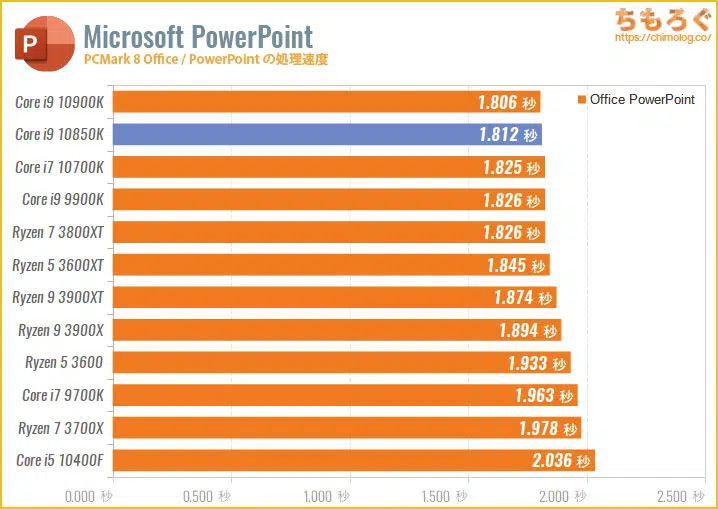 P
Microsoft PowerPoint
PCMark 8 Office / PowerPoint の処理速度
ちもろぐ
https://chimolog.co/
Office PowerPoint
Core i9 10900K 1.806 秒
Core i9 10850K 1.812 秒
Core i7 10700K 1.825 秒
Core i9 9900K 1.826 秒
Ryzen 7 3800XT 1.826 秒
Ryzen 5 3600XT 1.845 秒
Ryzen 9 3900XT 1.874 秒
Ryzen 9 3900X 1.894 秒
Ryzen 5 3600 1.933 秒
Core i7 9700K 1.963 秒
Ryzen 7 3700X 1.978 秒
Core i5 10400F 2.036 秒
0.000 秒 0.500 秒 1.000 秒 1.500 秒 2.000 秒 2.500 秒